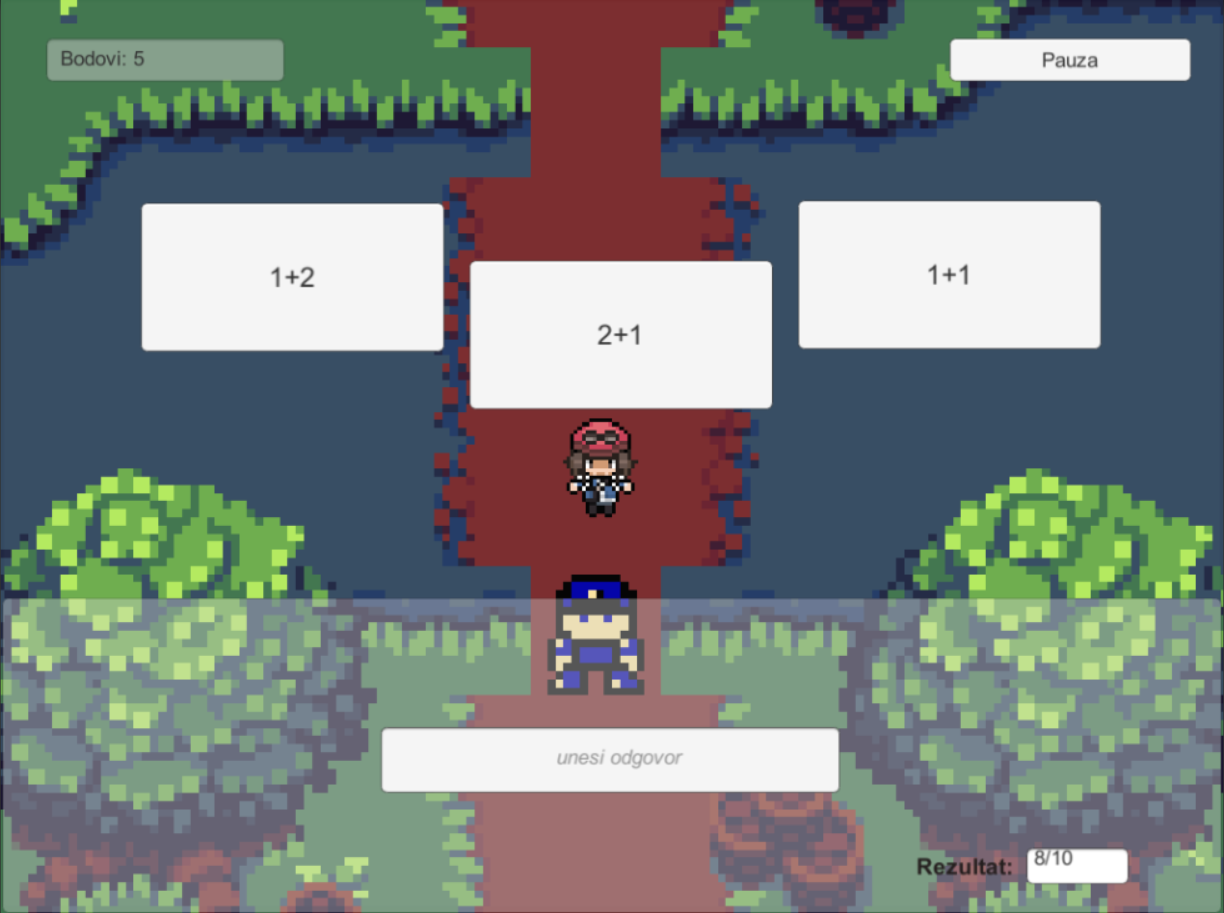 Bodovi: 5
Pauza
1+2
2+1
1+1
unesi odgovor
Rezultat: 8/10